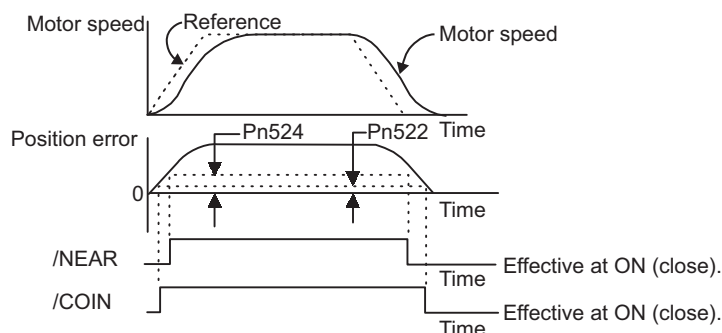 Motor speed
Reference
Motor speed
Time
Position error
Pn524
Pn522
0
Time
/NEAR
Effective at ON (close).
Time
/COIN
Effective at ON (close).
Time